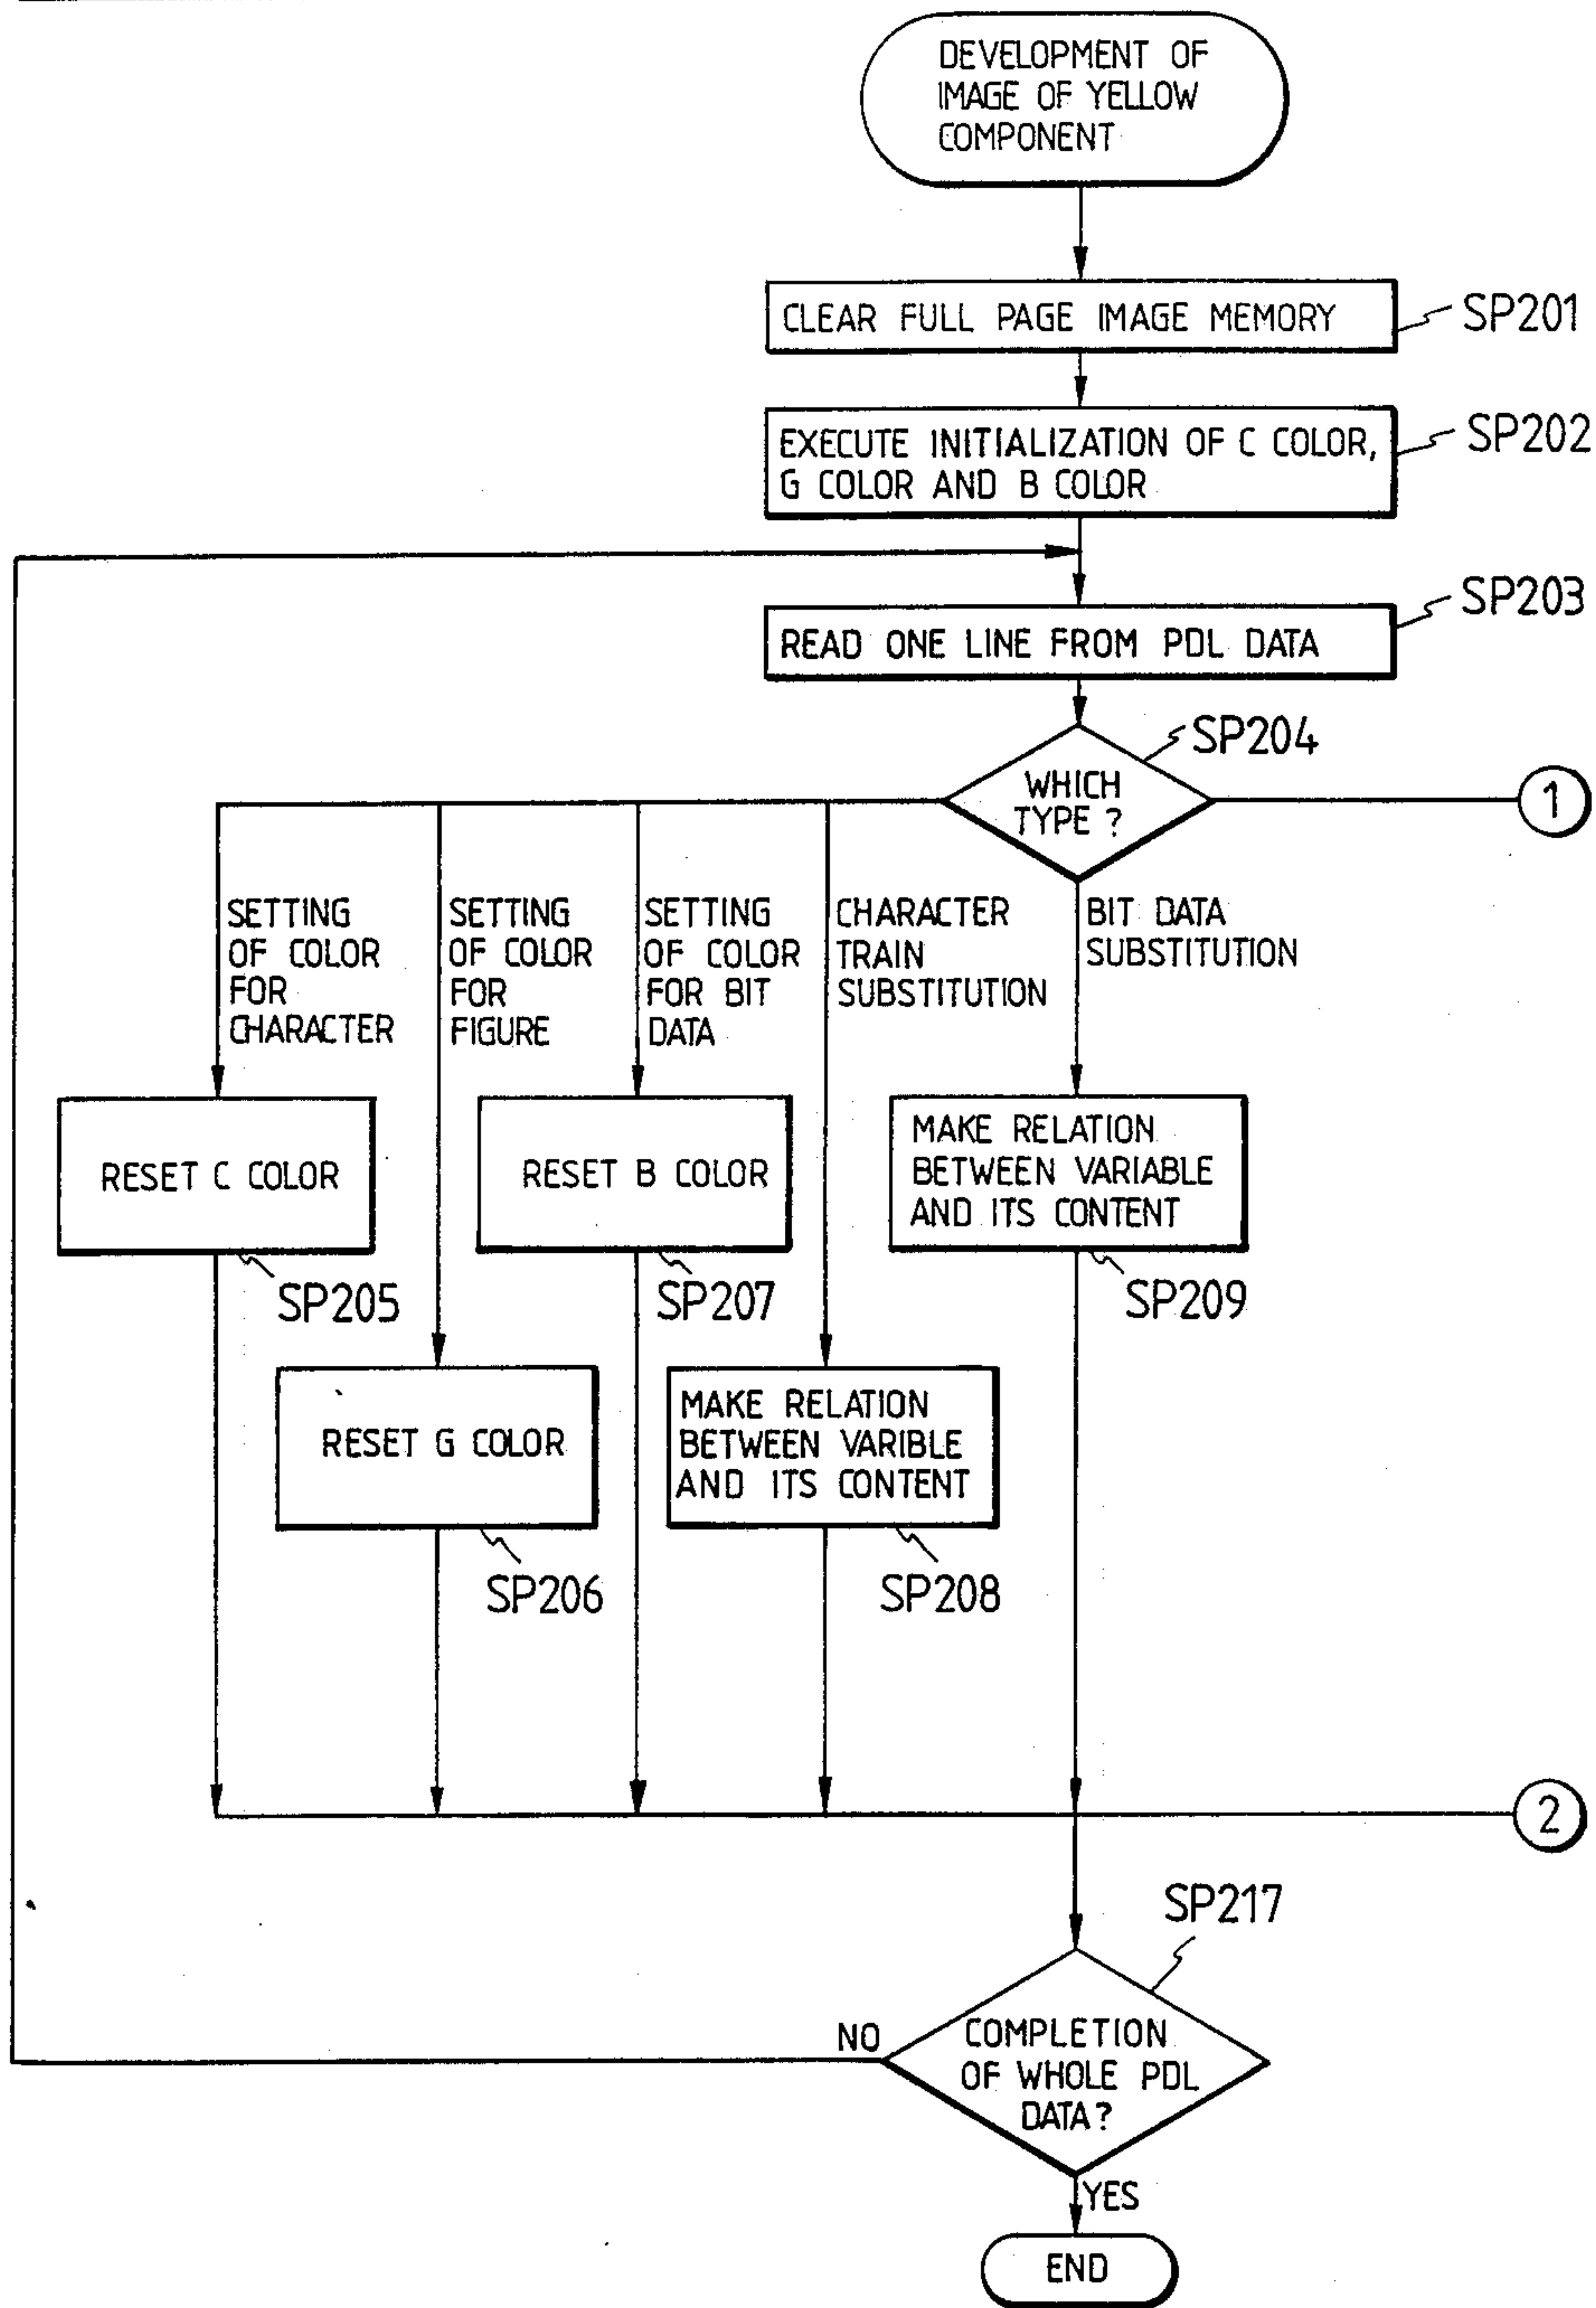 DEVELOPMENT OF
IMAGE OF YELLOW
COMPONENT
CLEAR FULL PAGE IMAGE MEMORY
SP201
EXECUTE INITIALIZATION OF C COLOR,
G COLOR AND B COLOR
SP202
READ ONE LINE FROM PDL DATA
SP203
WHICH
TYPE ?
SP204
1
SETTING
OF COLOR
FOR
CHARACTER
SETTING
OF COLOR
FOR
FIGURE
SETTING
OF COLOR
FOR BIT
DATA
CHARACTER
TRAIN
SUBSTITUTION
BIT DATA
SUBSTITUTION
RESET C COLOR
SP205
RESET B COLOR
SP207
MAKE RELATION
BETWEEN VARIABLE
AND ITS CONTENT
SP209
RESET G COLOR
SP206
MAKE RELATION
BETWEEN VARIBLE
AND ITS CONTENT
SP208
2
SP217
NO
COMPLETION
OF WHOLE PDL
DATA?
YES
END